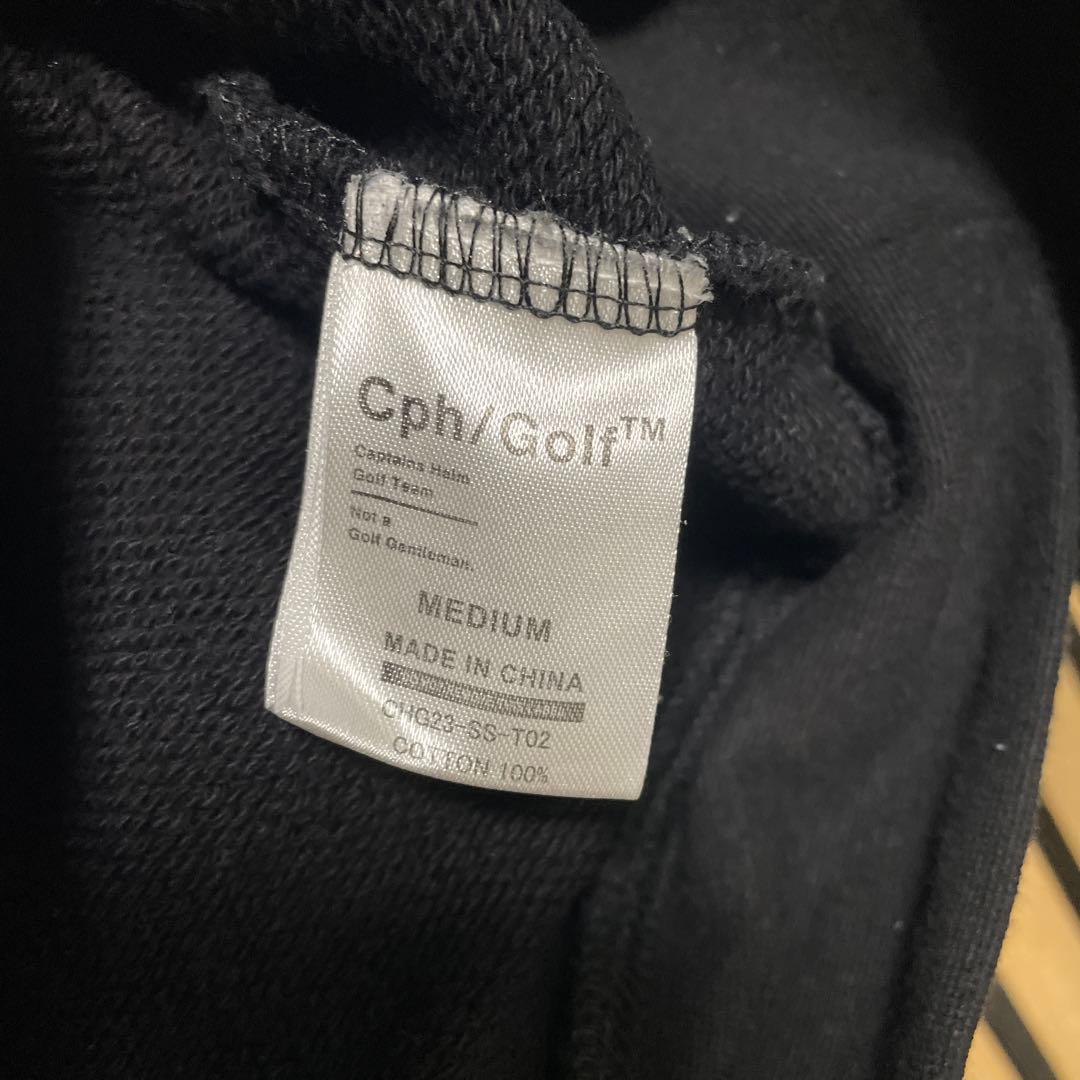 Cph/Golf™
Captains Helm
Golf Team
Not a
Golf Gentleman.
MEDIUM
MADE IN CHINA
CHG23-SS-T02
COTTON 100%